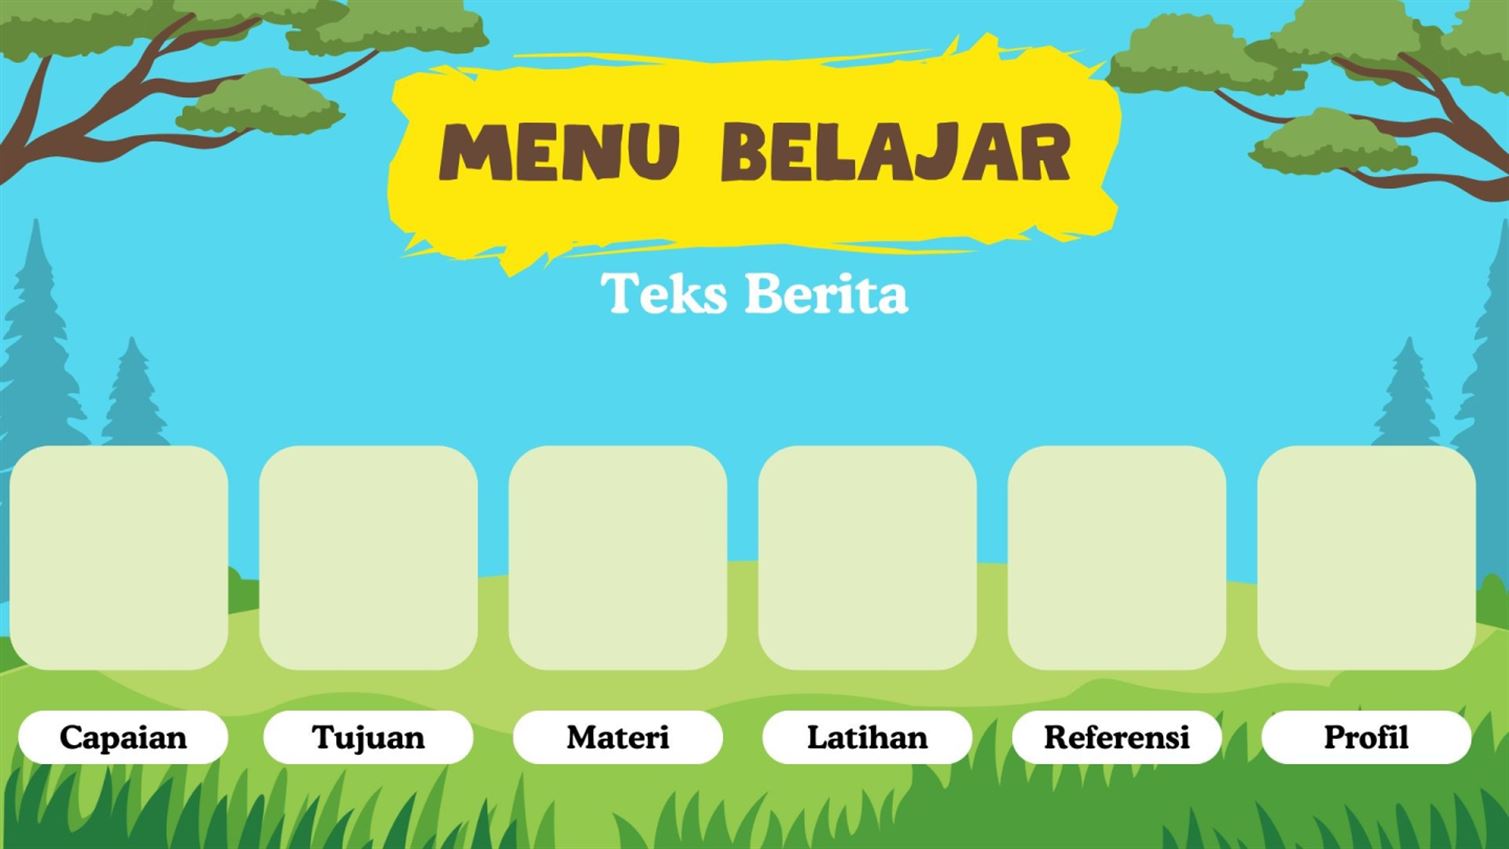 MENU BELAJAR
Teks Berita
Capaian
Tujuan
Materi
Latihan
Referensi
Profil